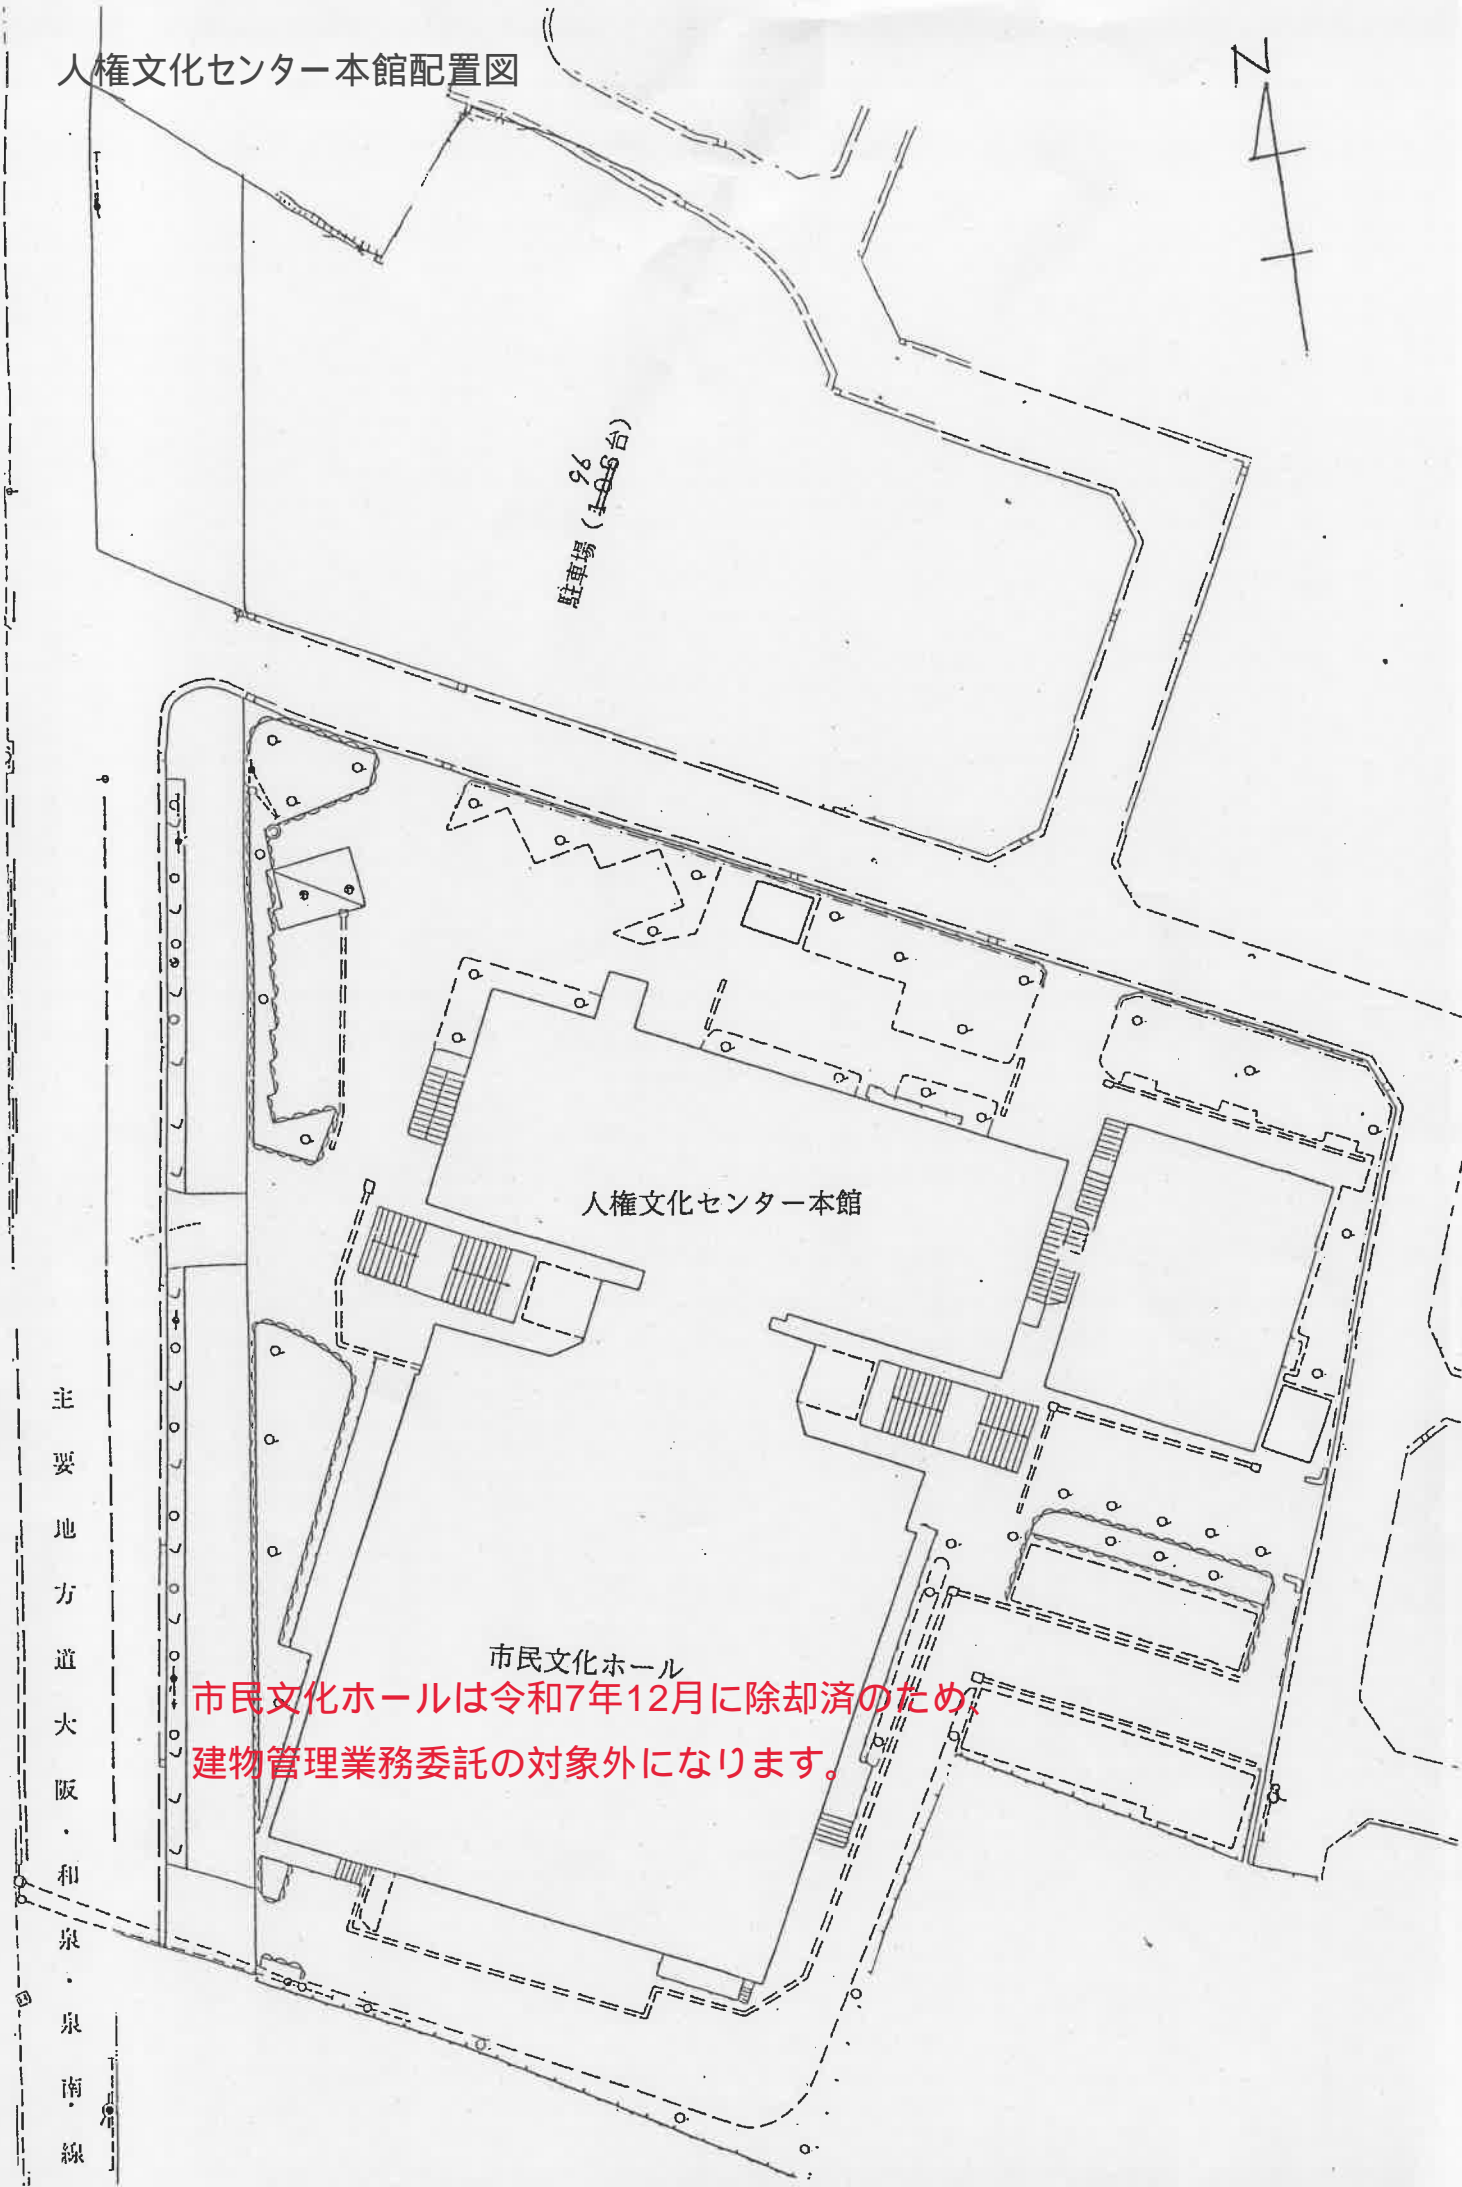 人権文化センター本館配置図
N
96
駐車場(106台)
人権文化センター本館
市民文化ホール
市民文化ホールは令和7年12月に除却済のため、
建物管理業務委託の対象外になります。
主要地方道大阪・和泉・泉南線